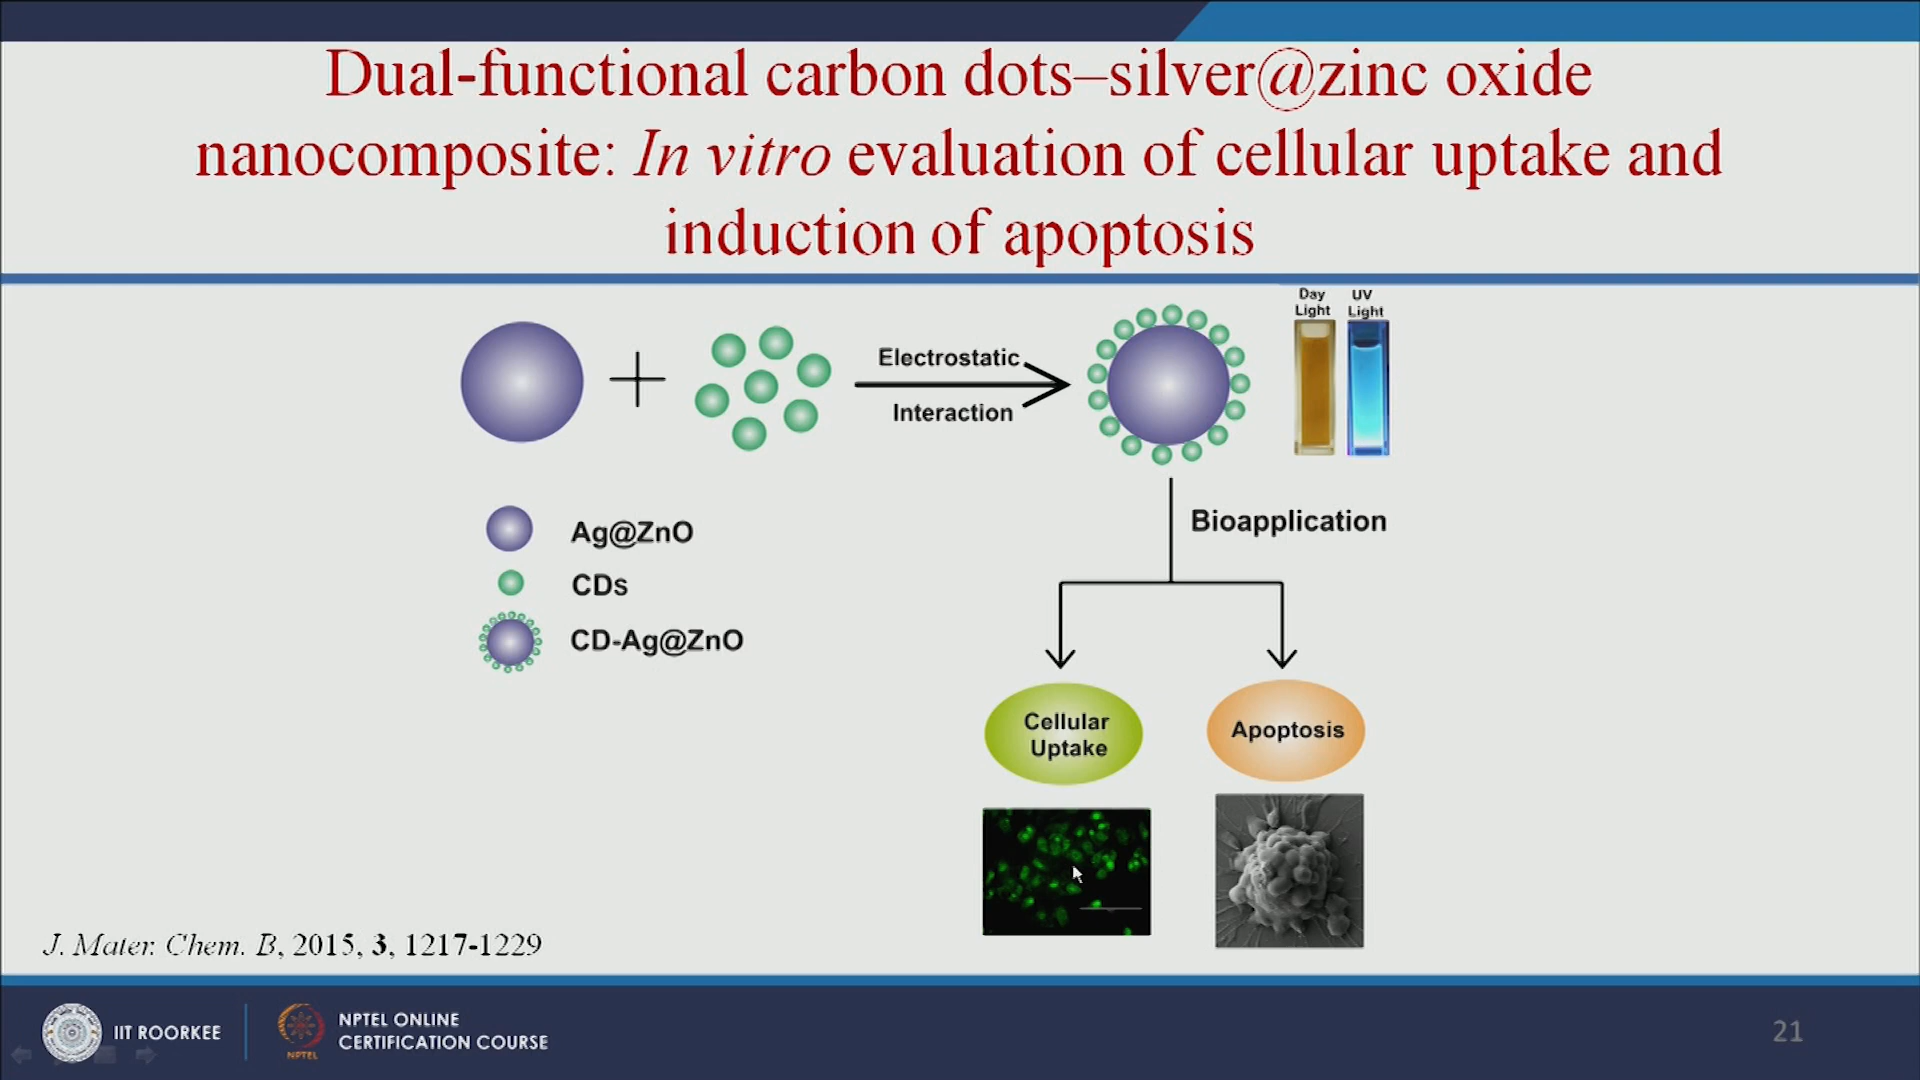 Dual-functional carbon dots–silver@zinc oxide
nanocomposite: In vitro evaluation of cellular uptake and
induction of apoptosis
Day Light
UV Light
Electrostatic
Interaction
Ag@ZnO
CDs
CD-Ag@ZnO
Bioapplication
Cellular
Uptake
Apoptosis
J. Mater. Chem. B, 2015, 3, 1217-1229
IIT ROORKEE
NPTEL
NPTEL ONLINE
CERTIFICATION COURSE
21